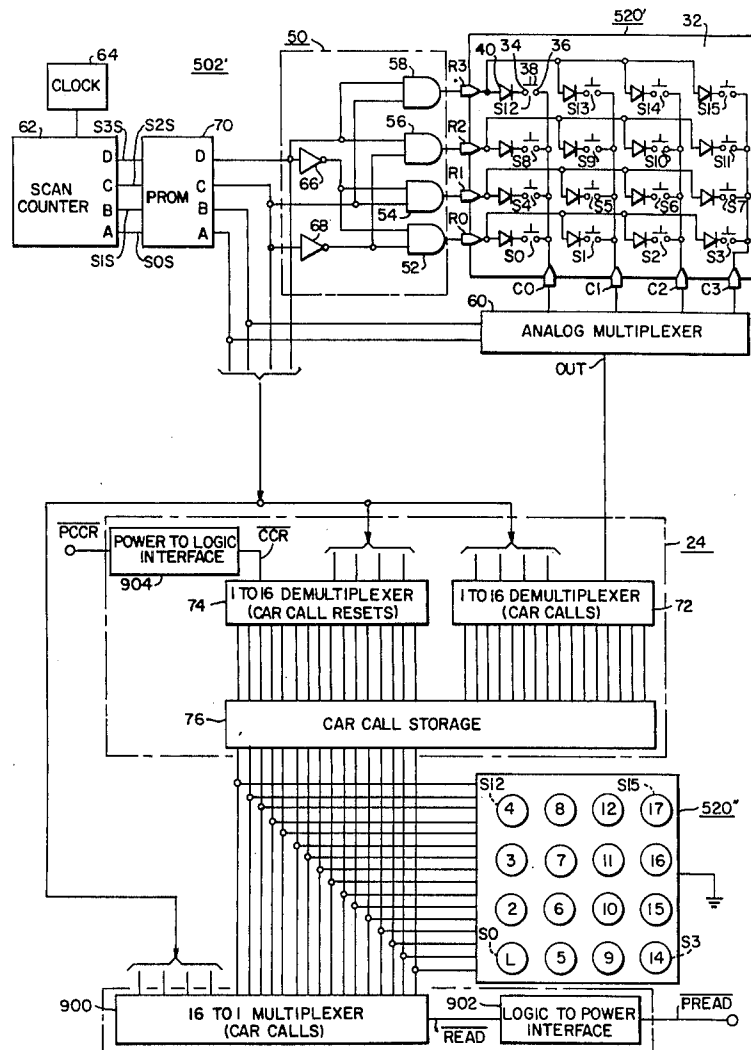 64
CLOCK
502'
50
520'
32
62
S3S
S2S
70
58
R3
40
34
36
38
S12
S13
S14
S15
D
C
B
A
SCAN
COUNTER
PROM
D
C
B
A
66
56
R2
S8
S9
S10
S11
54
R1
S4
S5
S6
S7
68
52
R0
S0
S1
S2
S3
S1S
S0S
C0
C1
C2
C3
60
ANALOG MULTIPLEXER
OUT
PCCR
POWER TO LOGIC
INTERFACE
904
CCR
24
74
1 TO 16 DEMULTIPLEXER
(CAR CALL RESETS)
1 TO 16 DEMULTIPLEXER
(CAR CALLS)
72
76
CAR CALL STORAGE
S12
S15
520"
4 8 12 17
3 7 11 16
2 6 10 15
S0
S3
L 5 9 14
900
16 TO 1 MULTIPLEXER
(CAR CALLS)
READ
902
LOGIC TO POWER
INTERFACE
PREAD